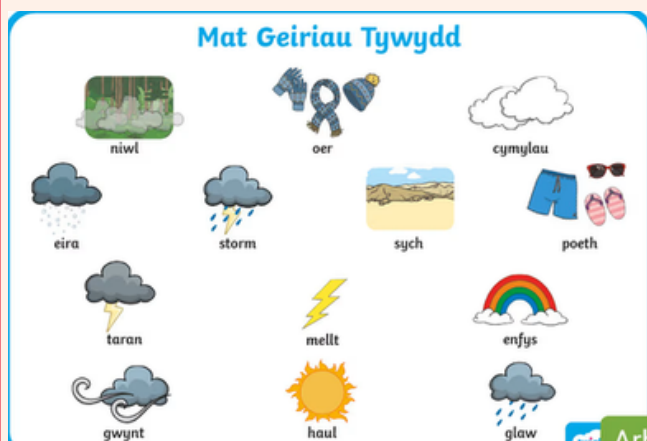 Mat Geiriau Tywydd
niwl
oer
cymylau
eira
storm
sych
poeth
taran
mellt
enfys
gwynt
haul
glaw